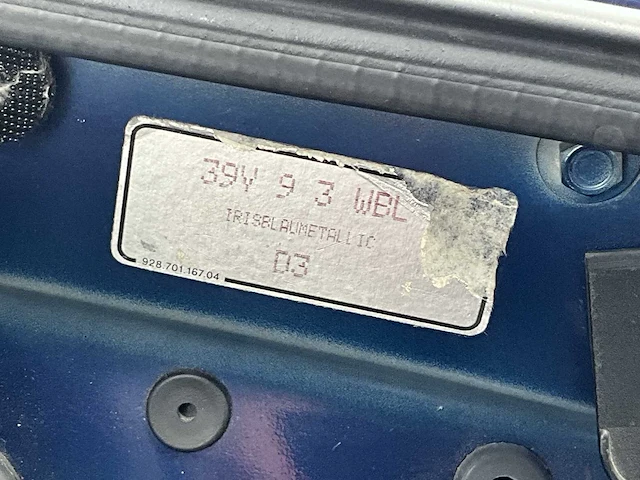 39V 9 3 WBL
IRISBLAUMETALLIC
D3
928.701.167.04